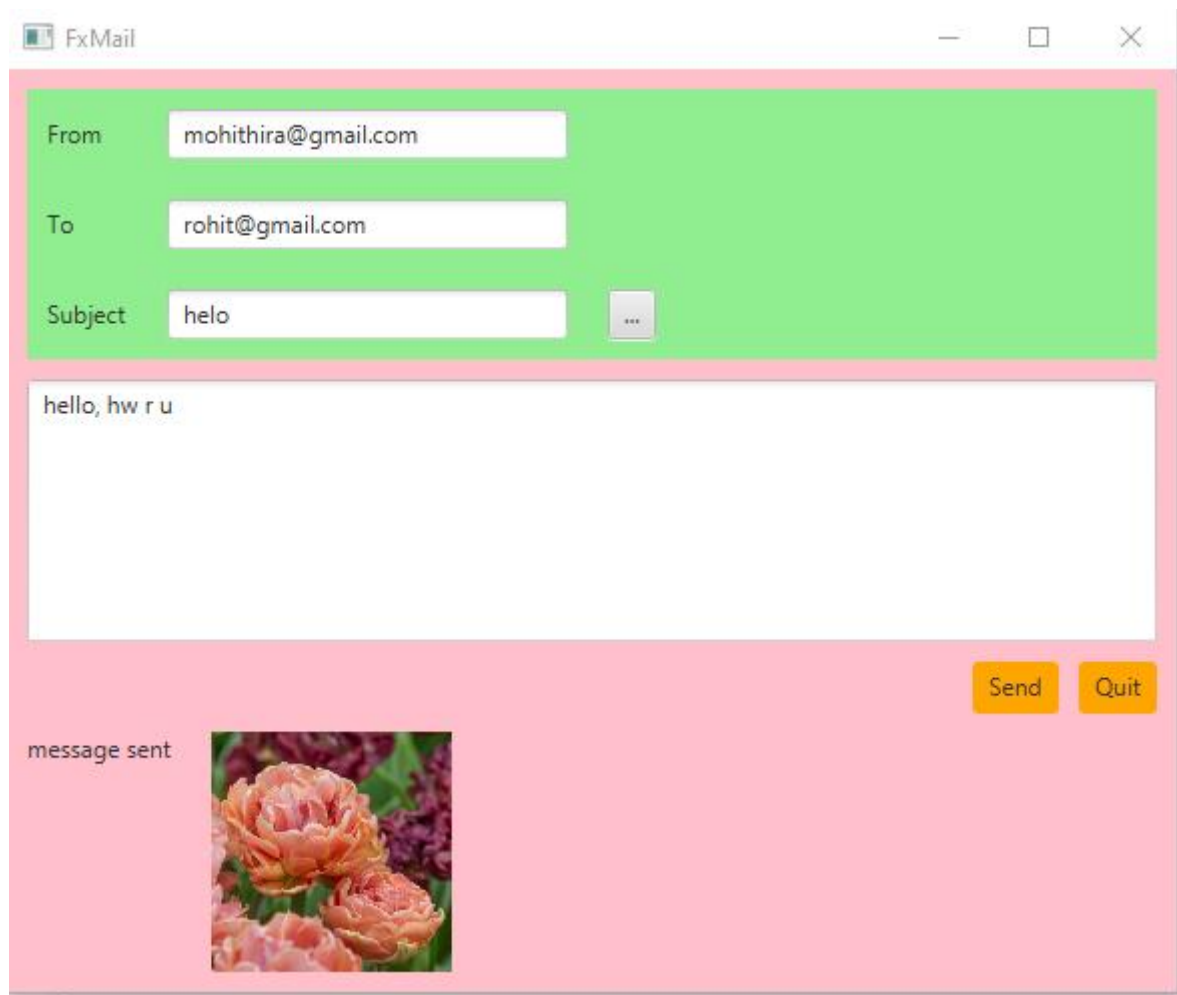 FxMail
From mohithira@gmail.com
To rohit@gmail.com
Subject helo ...
hello, hw r u
Send Quit
message sent